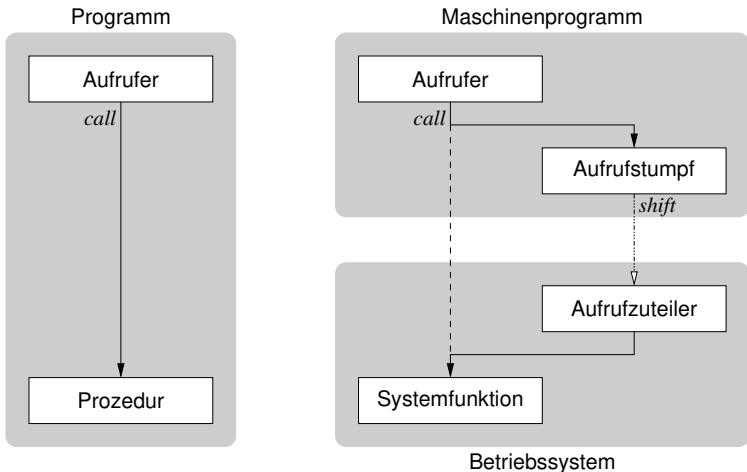 Programm
Aufrufer
call
Prozedur
Maschinenprogramm
Aufrufer
call
Aufrufstumpf
shift
Aufrufzuteiler
Systemfunktion
Betriebssystem